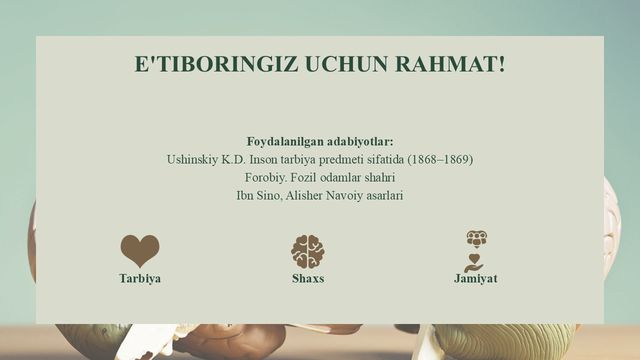 E'TIBORINGIZ UCHUN RAHMAT!
Foydalanilgan adabiyotlar:
Ushinskiy K.D. Inson tarbiya predmeti sifatida (1868–1869)
Forobiy. Fozil odamlar shahri
Ibn Sino, Alisher Navoiy asarlari
Tarbiya
Shaxs
Jamiyat